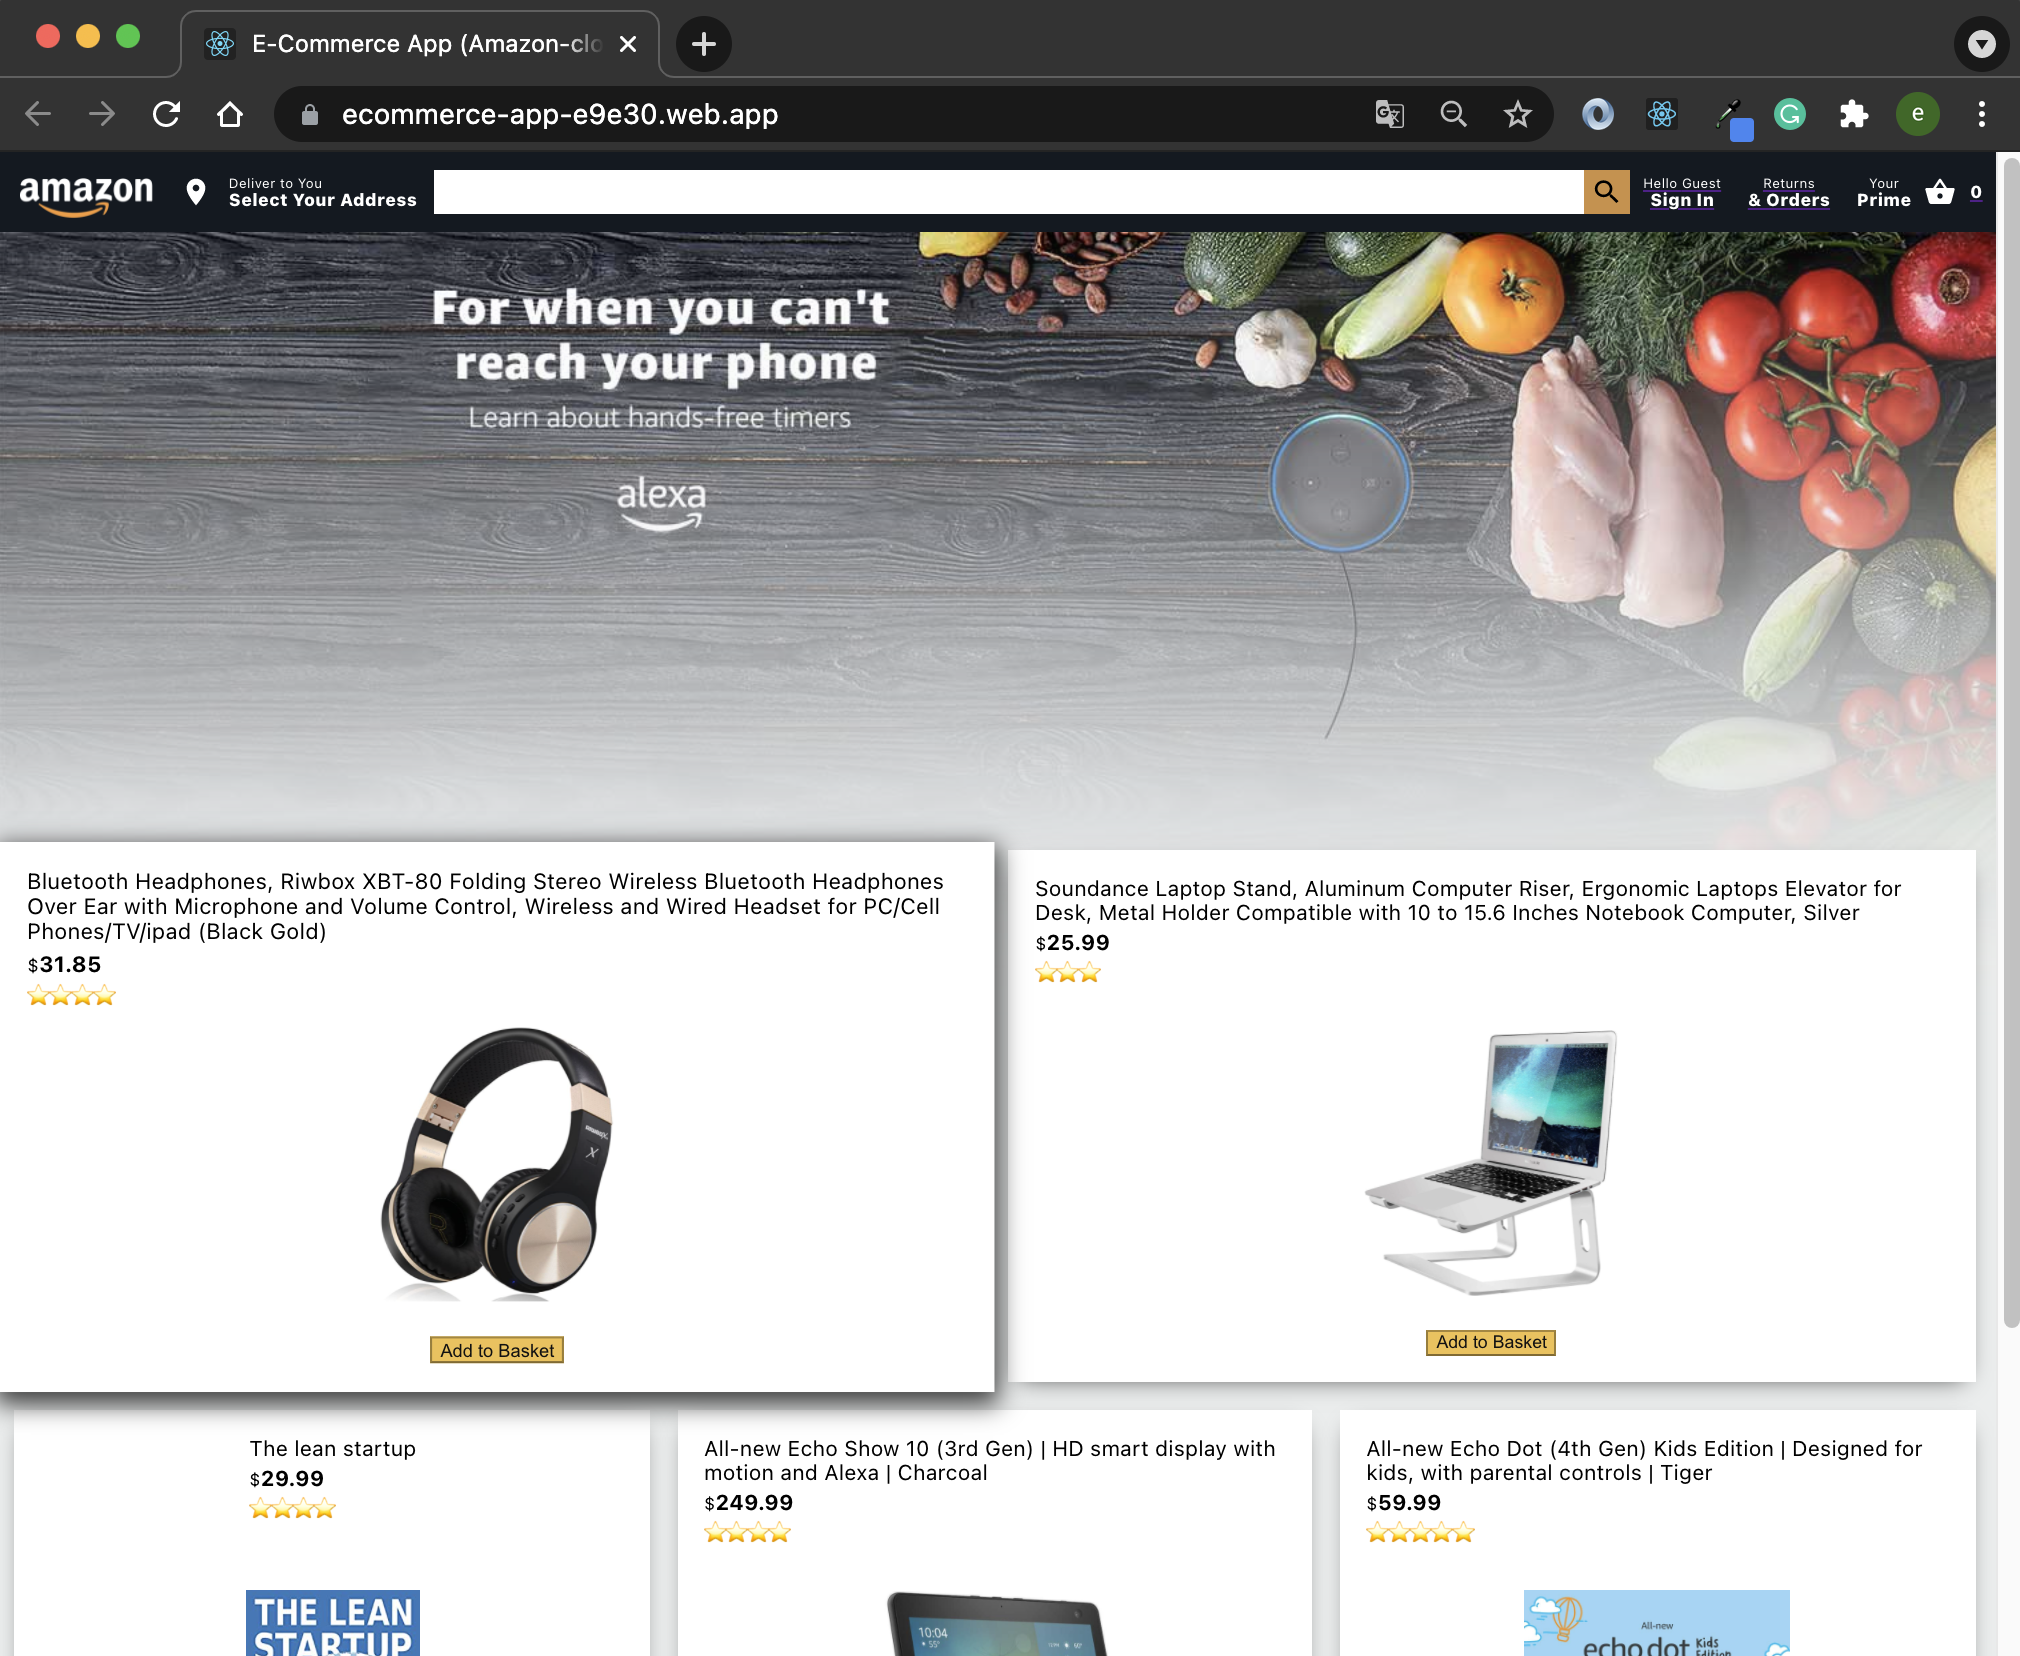 E-Commerce App (Amazon-clo
ecommerce-app-e9e30.web.app
e
amazon
Deliver to You
Select Your Address
Hello Guest
Sign In
Returns
& Orders
Your
Prime
0
For when you can't
reach your phone
Learn about hands-free timers
alexa
Bluetooth Headphones, Riwbox XBT-80 Folding Stereo Wireless Bluetooth Headphones
Over Ear with Microphone and Volume Control, Wireless and Wired Headset for PC/Cell
Phones/TV/ipad (Black Gold)
$31.85
Add to Basket
Soundance Laptop Stand, Aluminum Computer Riser, Ergonomic Laptops Elevator for
Desk, Metal Holder Compatible with 10 to 15.6 Inches Notebook Computer, Silver
$25.99
Add to Basket
The lean startup
$29.99
THE LEAN
STARTUP
All-new Echo Show 10 (3rd Gen) | HD smart display with
motion and Alexa | Charcoal
$249.99
10:04
55°
All-new Echo Dot (4th Gen) Kids Edition | Designed for
kids, with parental controls | Tiger
$59.99
All-new
echo dot Kids
Edition